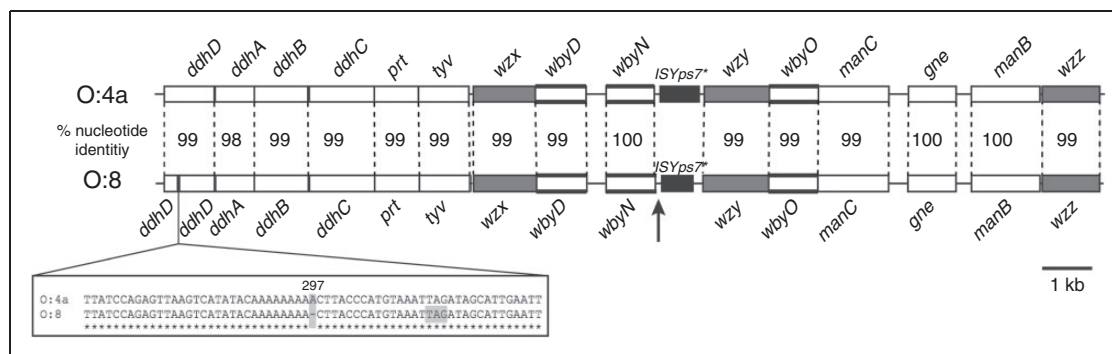 ddhD ddhA ddhB ddhC prt tyv wzx wbyD wbyN ISYps7* wzy wbyO manC gne manB wzz
O:4a
% nucleotide 99 98 99 99 99 99 99 99 100 99 99 99 100 100 99
identitiy
ISYps7*
O:8
ddhD ddhD ddhA ddhB ddhC prt tyv wzx wbyD wbyN wzy wbyO manC gne manB wzz
297
1 kb
O:4a TTATCCAGAGTTAAGTCATATACAAAAAAAAACTTACCCATGTAAATTAGATAGCATTGAATT
O:8 TTATCCAGAGTTAAGTCATATACAAAAAAAA-CTTACCCATGTAAATTAGATAGCATTGAATT